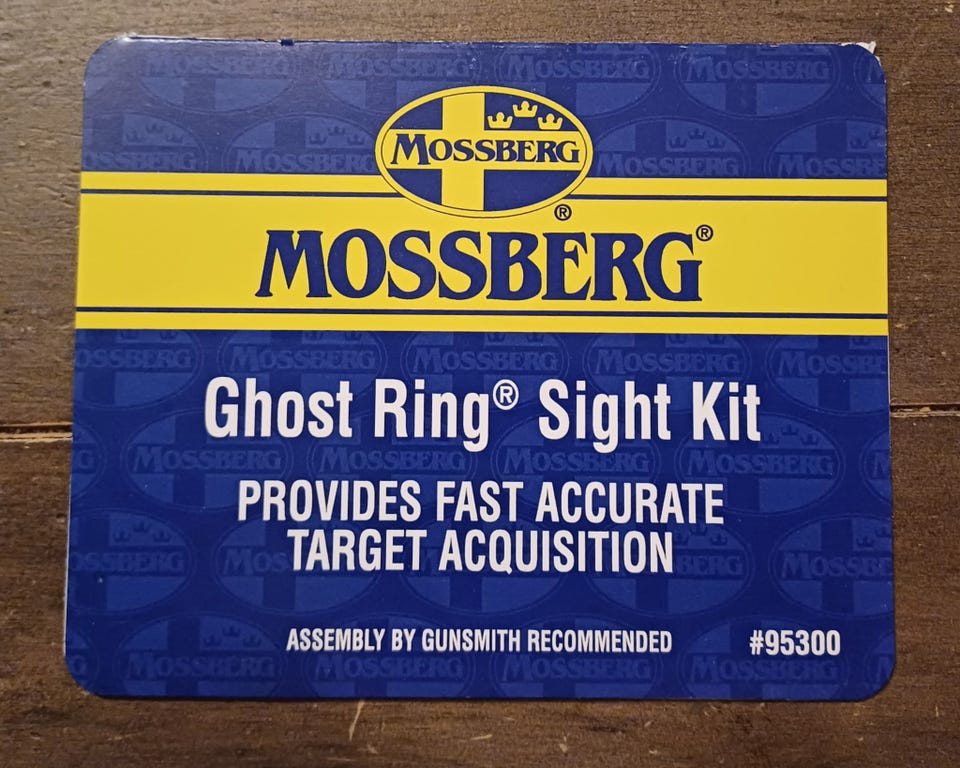 MOSSBERG
®
MOSSBERG®
Ghost Ring® Sight Kit
PROVIDES FAST ACCURATE
TARGET ACQUISITION
ASSEMBLY BY GUNSMITH RECOMMENDED #95300